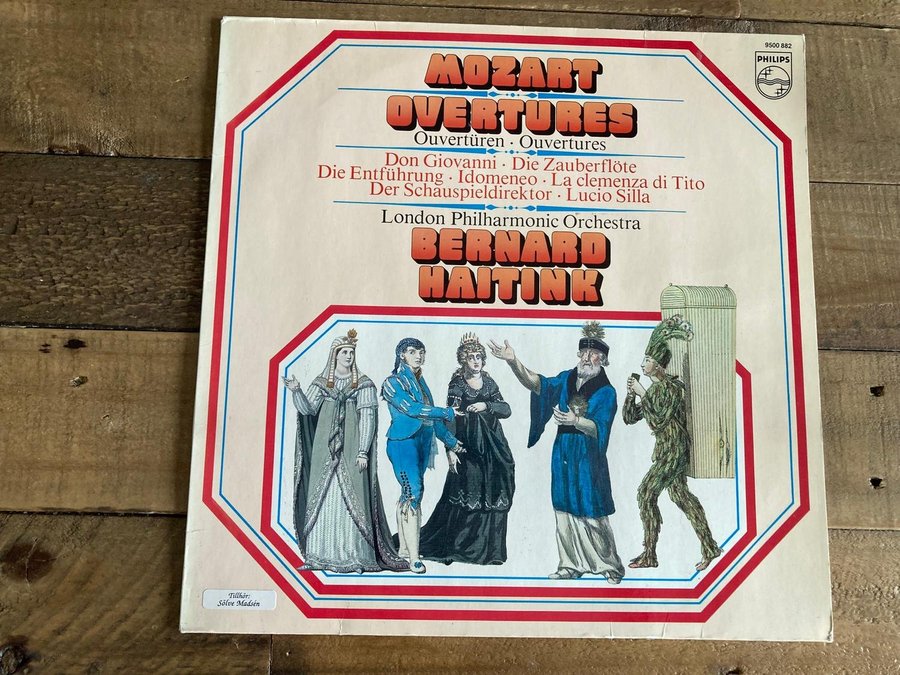 9500 882
PHILIPS
MOZART
OVERTURES
Ouvertüren · Ouvertures
Don Giovanni · Die Zauberflöte
Die Entführung · Idomeneo · La clemenza di Tito
Der Schauspieldirektor · Lucio Silla
London Philharmonic Orchestra
BERNARD
HAITINK
Tillhör:
Sölve Madsén